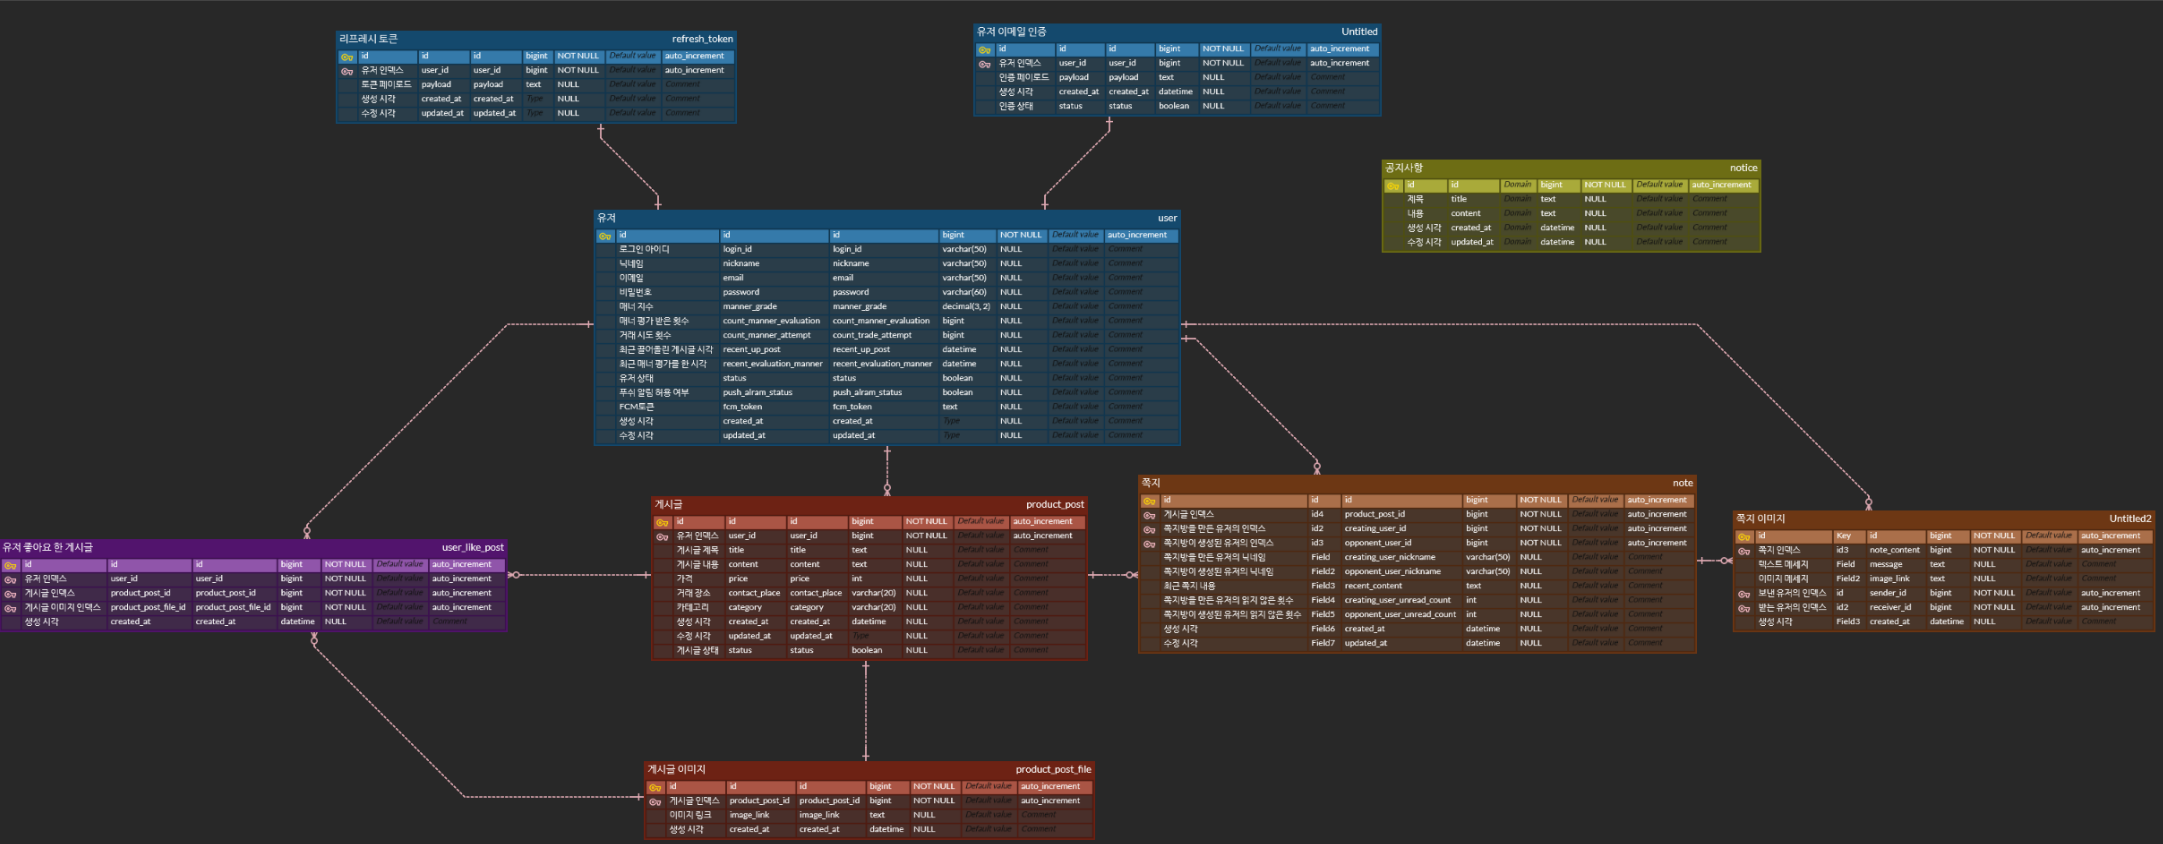 리프레시 토큰 refresh_token
id id id bigint NOT NULL Default value auto_increment
유저 인덱스 user_id user_id bigint NOT NULL Default value auto_increment
토큰 페이로드 payload payload text NULL Default value Comment
생성 시각 created_at created_at Type NULL Default value Comment
수정 시각 updated_at updated_at Type NULL Default value Comment
유저 이메일 인증 Untitled
id id id bigint NOT NULL Default value auto_increment
유저 인덱스 user_id user_id bigint NOT NULL Default value auto_increment
인증 페이로드 payload payload text NULL Default value Comment
생성 시각 created_at created_at datetime NULL Default value Comment
인증 상태 status status boolean NULL Default value Comment
공지사항 notice
id id Domain bigint NOT NULL Default value auto_increment
제목 title Domain text NULL Default value Comment
내용 content Domain text NULL Default value Comment
생성 시각 created_at Domain datetime NULL Default value Comment
수정 시각 updated_at Domain datetime NULL Default value Comment
유저 user
id id id bigint NOT NULL Default value auto_increment
로그인 아이디 login_id login_id varchar(50) NULL Default value Comment
닉네임 nickname nickname varchar(50) NULL Default value Comment
이메일 email email varchar(50) NULL Default value Comment
비밀번호 password password varchar(60) NULL Default value Comment
매너 지수 manner_grade manner_grade decimal(3, 2) NULL Default value Comment
매너 평가 받은 횟수 count_manner_evaluation count_manner_evaluation bigint NULL Default value Comment
거래 시도 횟수 count_manner_attempt count_trade_attempt bigint NULL Default value Comment
최근 끌어올린 게시글 시각 recent_up_post recent_up_post datetime NULL Default value Comment
최근 매너 평가를 한 시각 recent_evaluation_manner recent_evaluation_manner datetime NULL Default value Comment
유저 상태 status status boolean NULL Default value Comment
푸쉬 알림 허용 여부 push_alram_status push_alram_status boolean NULL Default value Comment
FCM토큰 fcm_token fcm_token text NULL Default value Comment
생성 시각 created_at created_at Type NULL Default value Comment
수정 시각 updated_at updated_at Type NULL Default value Comment
유저 좋아요 한 게시글 user_like_post
id id id bigint NOT NULL Default value auto_increment
유저 인덱스 user_id user_id bigint NOT NULL Default value auto_increment
게시글 인덱스 product_post_id product_post_id bigint NOT NULL Default value auto_increment
게시글 이미지 인덱스 product_post_file_id product_post_file_id bigint NOT NULL Default value auto_increment
생성 시각 created_at created_at datetime NULL Default value Comment
게시글 product_post
id id id bigint NOT NULL Default value auto_increment
유저 인덱스 user_id user_id bigint NOT NULL Default value auto_increment
게시글 제목 title title text NULL Default value Comment
게시글 내용 content content text NULL Default value Comment
가격 price price int NULL Default value Comment
거래 장소 contact_place contact_place varchar(20) NULL Default value Comment
카테고리 category category varchar(20) NULL Default value Comment
생성 시각 created_at created_at datetime NULL Default value Comment
수정 시각 updated_at updated_at Type NULL Default value Comment
게시글 상태 status status boolean NULL Default value Comment
쪽지 note
id id id bigint NOT NULL Default value auto_increment
게시글 인덱스 id4 product_post_id bigint NOT NULL Default value auto_increment
쪽지방을 만든 유저의 인덱스 id2 creating_user_id bigint NOT NULL Default value auto_increment
쪽지방이 생성된 유저의 인덱스 id3 opponent_user_id bigint NOT NULL Default value auto_increment
쪽지방을 만든 유저의 닉네임 Field creating_user_nickname varchar(50) NULL Default value Comment
쪽지방이 생성된 유저의 닉네임 Field2 opponent_user_nickname varchar(50) NULL Default value Comment
최근 쪽지 내용 Field3 recent_content text NULL Default value Comment
쪽지방을 만든 유저의 읽지 않은 횟수 Field4 creating_user_unread_count int NULL Default value Comment
쪽지방이 생성된 유저의 읽지 않은 횟수 Field5 opponent_user_unread_count int NULL Default value Comment
생성 시각 Field6 created_at datetime NULL Default value Comment
수정 시각 Field7 updated_at datetime NULL Default value Comment
쪽지 이미지 Untitled2
id Key id bigint NOT NULL Default value auto_increment
쪽지 인덱스 id3 note_content bigint NOT NULL Default value auto_increment
텍스트 메세지 Field message text NULL Default value Comment
이미지 메세지 Field2 image_link text NULL Default value Comment
보낸 유저의 인덱스 id sender_id bigint NOT NULL Default value auto_increment
받는 유저의 인덱스 id2 receiver_id bigint NOT NULL Default value auto_increment
생성 시각 Field3 created_at datetime NULL Default value Comment
게시글 이미지 product_post_file
id id id bigint NOT NULL Default value auto_increment
게시글 인덱스 product_post_id product_post_id bigint NOT NULL Default value auto_increment
이미지 링크 image_link image_link text NULL Default value Comment
생성 시각 created_at created_at datetime NULL Default value Comment